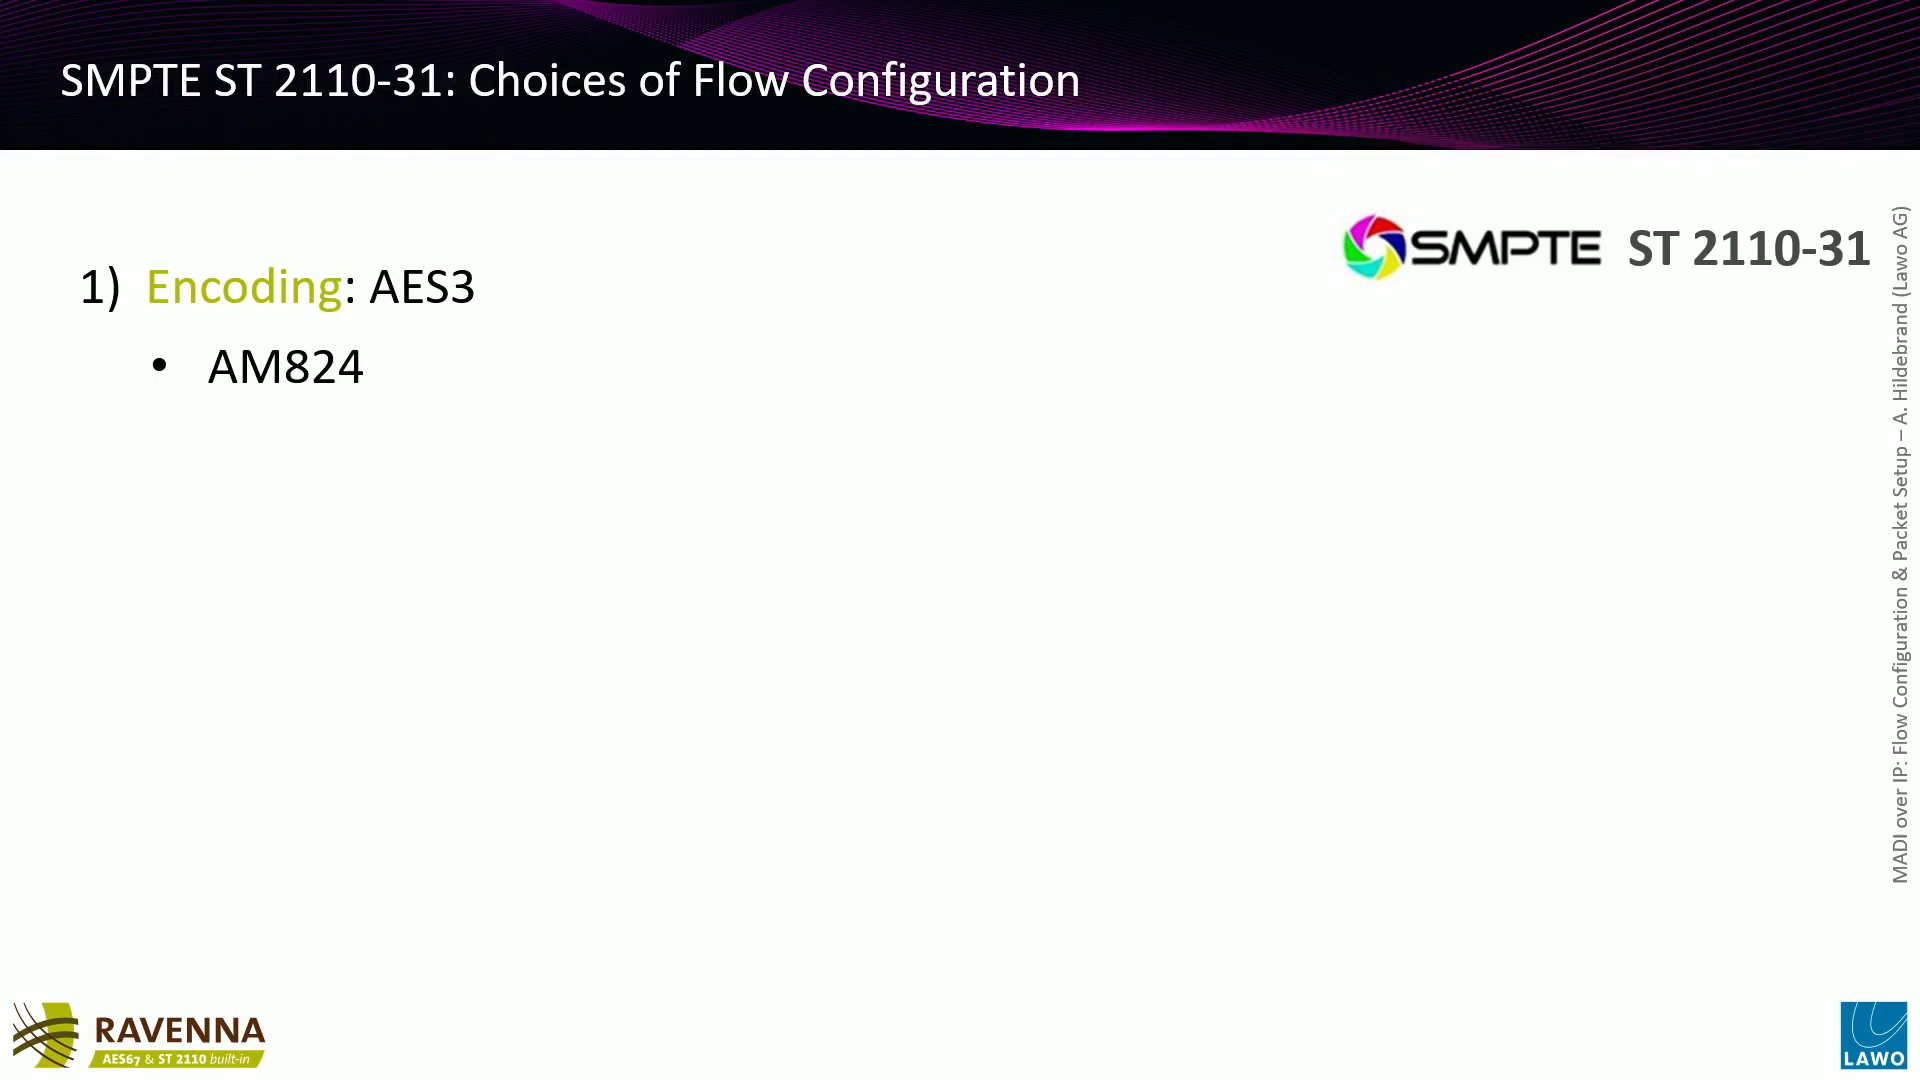 SMPTE ST 2110-31: Choices of Flow Configuration
SMPTE ST 2110-31
1) Encoding: AES3
• AM824
MADI over IP: Flow Configuration & Packet Setup – A. Hildebrand (Lawo AG)
RAVENNA
AES67 & ST 2110 built-in
LAWO